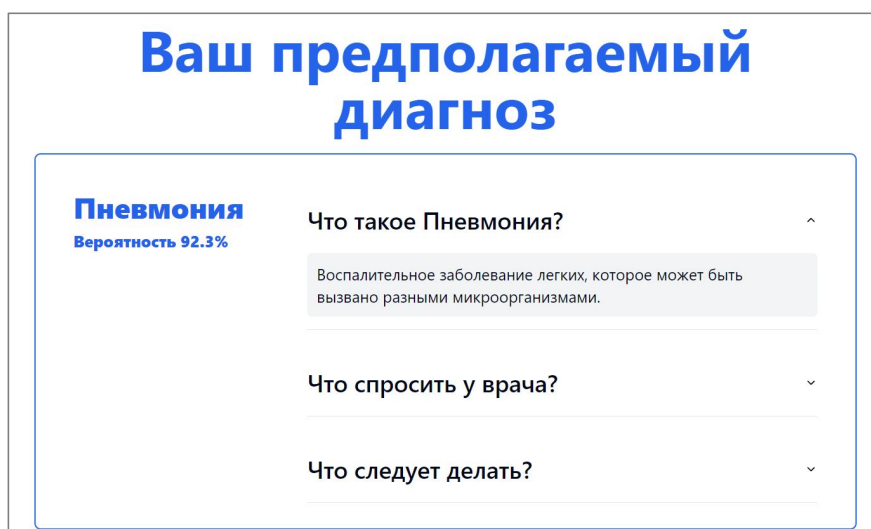 Ваш предполагаемый
диагноз
Пневмония
Вероятность 92.3%
Что такое Пневмония?
Воспалительное заболевание легких, которое может быть
вызвано разными микроорганизмами.
Что спросить у врача?
Что следует делать?